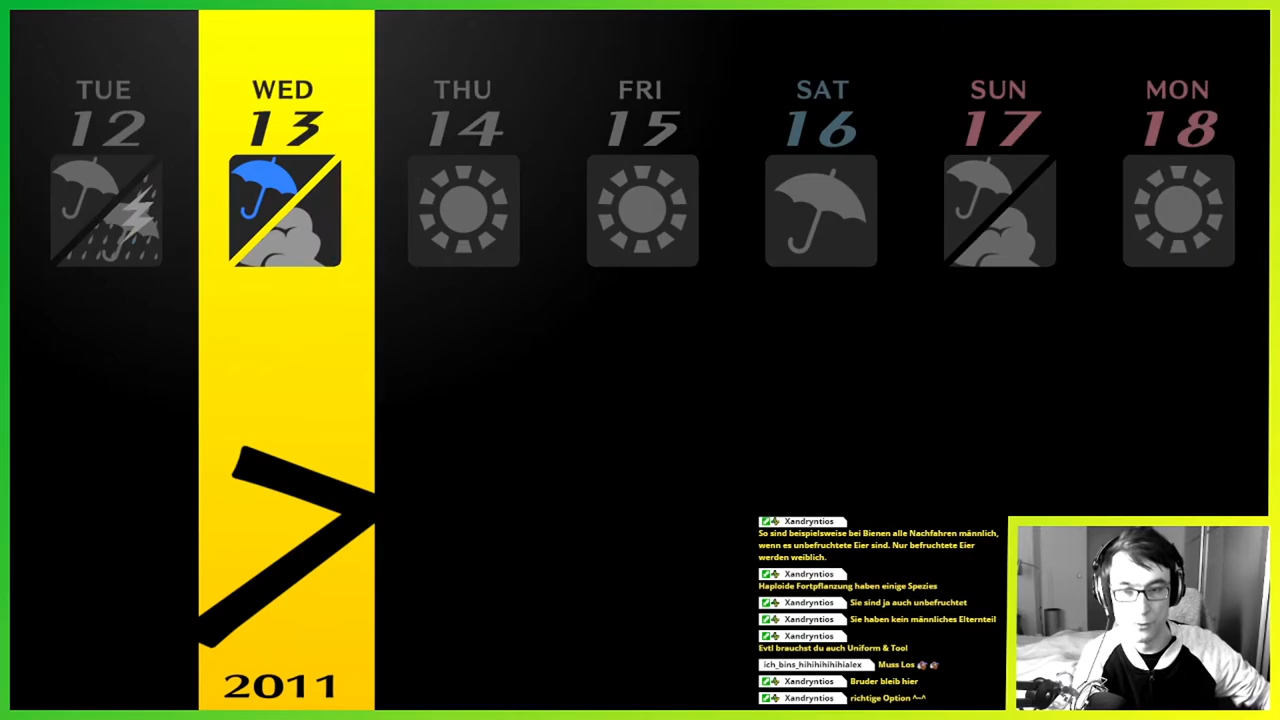 TUE WED THU FRI SAT SUN MON
12 13 14 15 16 17 18
7
2011
Xandryntios
So sind beispielsweise bei Bienen alle Nachfahren männlich,
wenn es unbefruchtete Eier sind. Nur befruchtete Eier
werden weiblich.
Xandryntios
Haploide Fortpflanzung haben einige Spezies
Xandryntios Sie sind ja auch unbefruchtet
Xandryntios Sie haben kein männliches Elternteil
Xandryntios
Evtl brauchst du auch Uniform & Tool
ich_bins_hihihihihihialex Muss Los
Xandryntios Bruder bleib hier
Xandryntios richtige Option ^-^